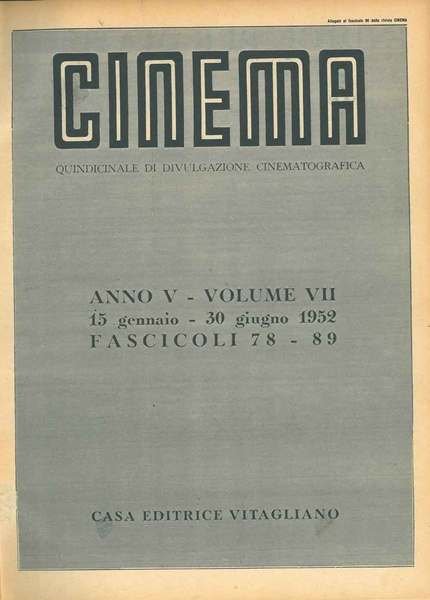 Allegato al fascicolo 90 della rivista CINEMA
CINEMA
QUINDICINALE DI DIVULGAZIONE CINEMATOGRAFICA
ANNO V - VOLUME VII
15 gennaio - 30 giugno 1952
FASCICOLI 78 - 89
CASA EDITRICE VITAGLIANO